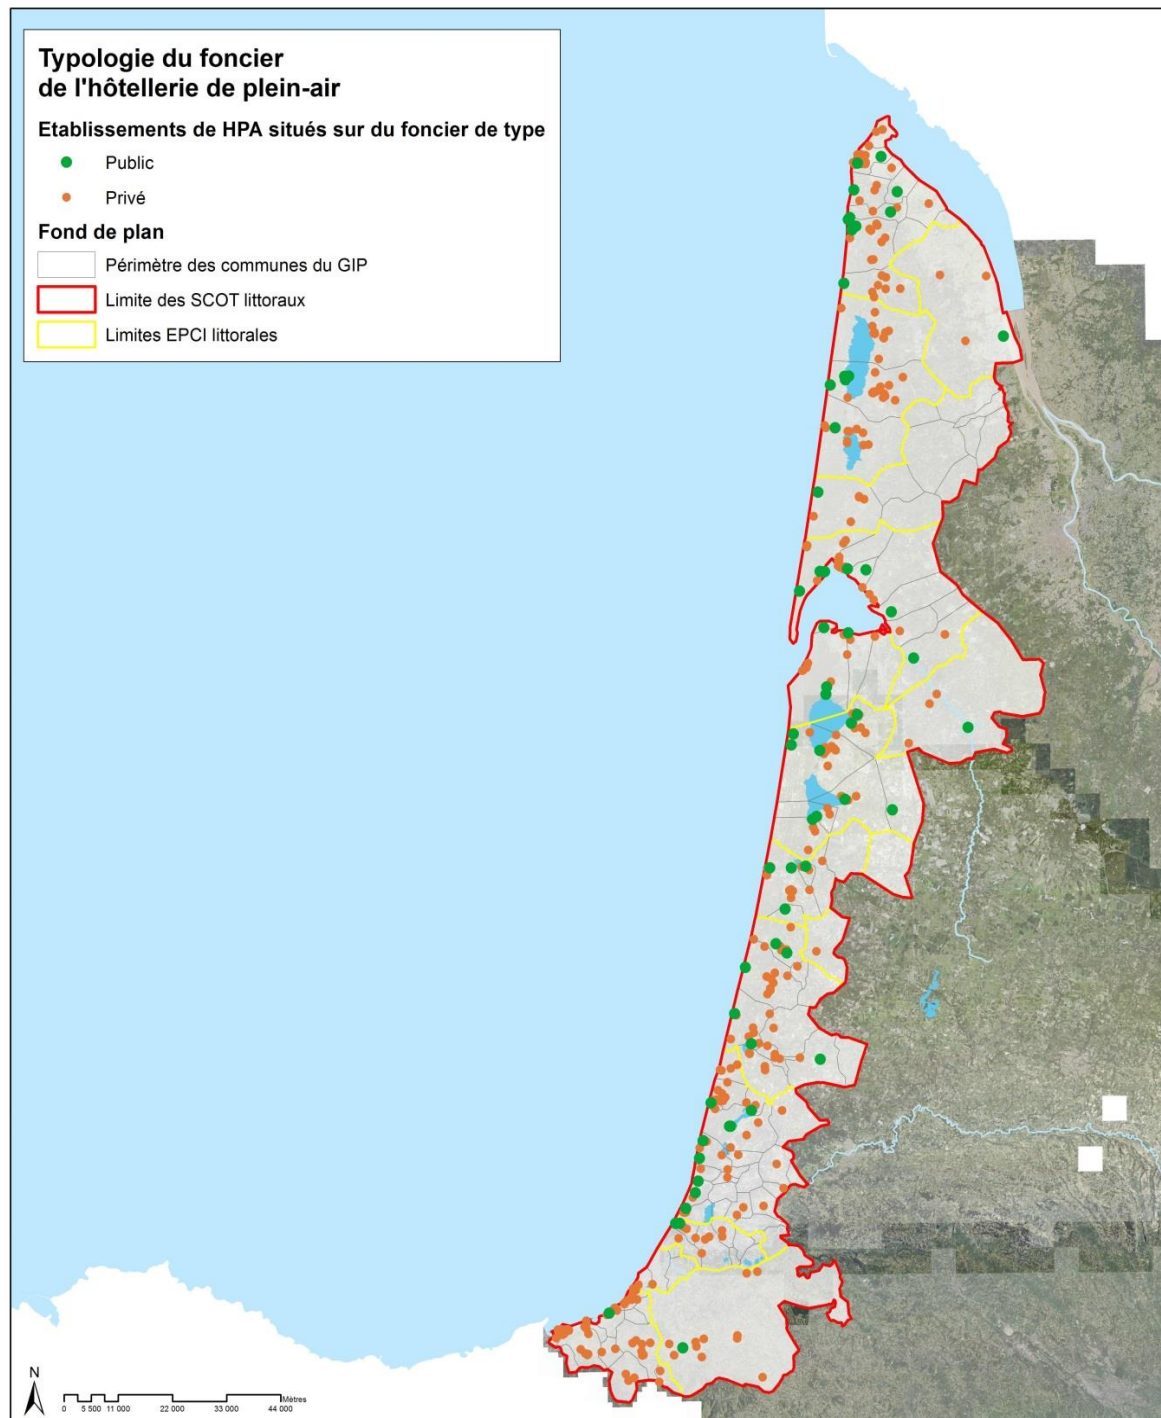 Typologie du foncier
de l'hôtellerie de plein-air
Etablissements de HPA situés sur du foncier de type
Public
Privé
Fond de plan
Périmètre des communes du GIP
Limite des SCOT littoraux
Limites EPCI littorales
N
Mètres
0 5 500 11 000 22 000 33 000 44 000